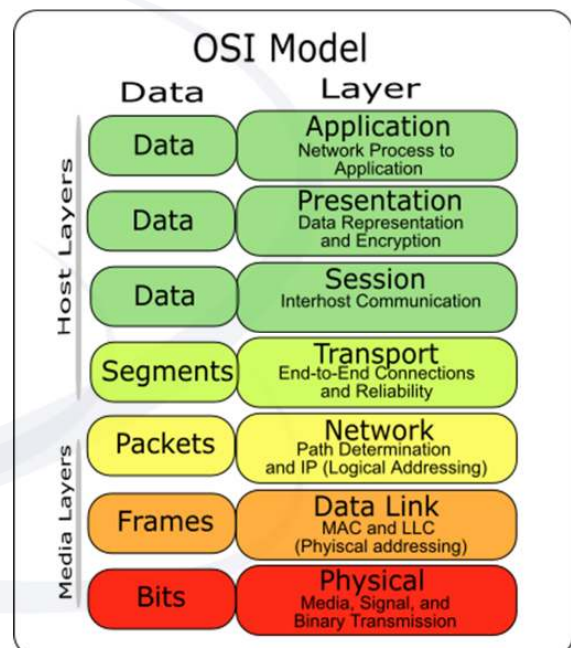 OSI Model
Data Layer
Host Layers
Data
Application
Network Process to
Application
Data
Presentation
Data Representation
and Encryption
Data
Session
Interhost Communication
Segments
Transport
End-to-End Connections
and Reliability
Media Layers
Packets
Network
Path Determination
and IP (Logical Addressing)
Frames
Data Link
MAC and LLC
(Phyiscal addressing)
Bits
Physical
Media, Signal, and
Binary Transmission